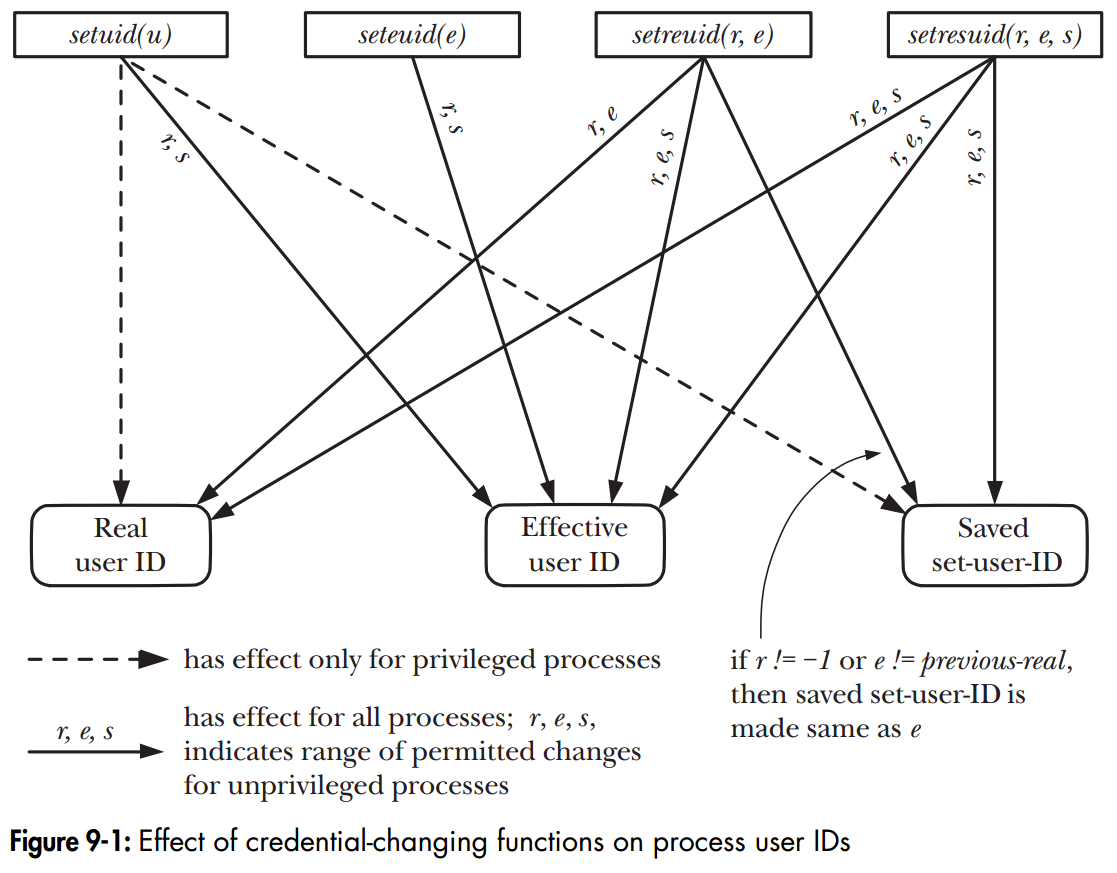 setuid(u)
seteuid(e)
setreuid(r, e)
setresuid(r, e, s)
r, s
r, s
r, e
r, e, s
r, e, s
r, e, s
r, e, s
Real
user ID
Effective
user ID
Saved
set-user-ID
has effect only for privileged processes
r, e, s
has effect for all processes; r, e, s,
indicates range of permitted changes
for unprivileged processes
if r != −1 or e != previous-real,
then saved set-user-ID is
made same as e
Figure 9-1: Effect of credential-changing functions on process user IDs